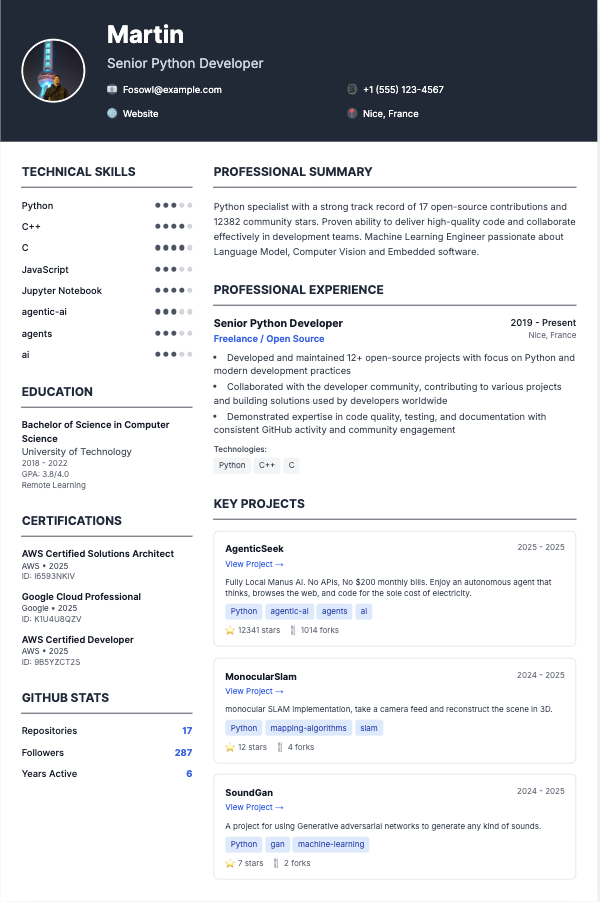 Martin
Senior Python Developer
Fosowl@example.com
+1 (555) 123-4567
Website
Nice, France
TECHNICAL SKILLS
Python
C++
C
JavaScript
Jupyter Notebook
agentic-ai
agents
ai
EDUCATION
Bachelor of Science in Computer
Science
University of Technology
2018 - 2022
GPA: 3.8/4.0
Remote Learning
CERTIFICATIONS
AWS Certified Solutions Architect
AWS • 2025
ID: I6593NKIV
Google Cloud Professional
Google • 2025
ID: K1U4U8QZV
AWS Certified Developer
AWS • 2025
ID: 9B5YZCT2S
GITHUB STATS
Repositories 17
Followers 287
Years Active 6
PROFESSIONAL SUMMARY
Python specialist with a strong track record of 17 open-source contributions and
12382 community stars. Proven ability to deliver high-quality code and collaborate
effectively in development teams. Machine Learning Engineer passionate about
Language Model, Computer Vision and Embedded software.
PROFESSIONAL EXPERIENCE
Senior Python Developer 2019 - Present
Freelance / Open Source Nice, France
• Developed and maintained 12+ open-source projects with focus on Python and
modern development practices
• Collaborated with the developer community, contributing to various projects
and building solutions used by developers worldwide
• Demonstrated expertise in code quality, testing, and documentation with
consistent GitHub activity and community engagement
Technologies:
Python C++ C
KEY PROJECTS
AgenticSeek 2025 - 2025
View Project →
Fully Local Manus AI. No APIs, No $200 monthly bills. Enjoy an autonomous agent that
thinks, browses the web, and code for the sole cost of electricity.
Python agentic-ai agents ai
12341 stars 1014 forks
MonocularSlam 2024 - 2025
View Project →
monocular SLAM implementation, take a camera feed and reconstruct the scene in 3D.
Python mapping-algorithms slam
12 stars 4 forks
SoundGan 2024 - 2025
View Project →
A project for using Generative adversarial networks to generate any kind of sounds.
Python gan machine-learning
7 stars 2 forks